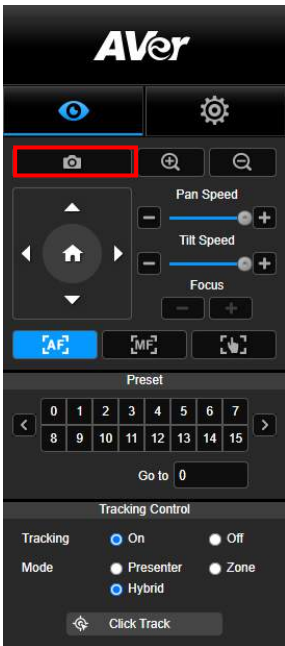 AVer
Pan Speed
Tilt Speed
Focus
AF
MF
Preset
0 1 2 3 4 5 6 7
8 9 10 11 12 13 14 15
Go to 0
Tracking Control
Tracking On Off
Mode Presenter Zone
Hybrid
Click Track